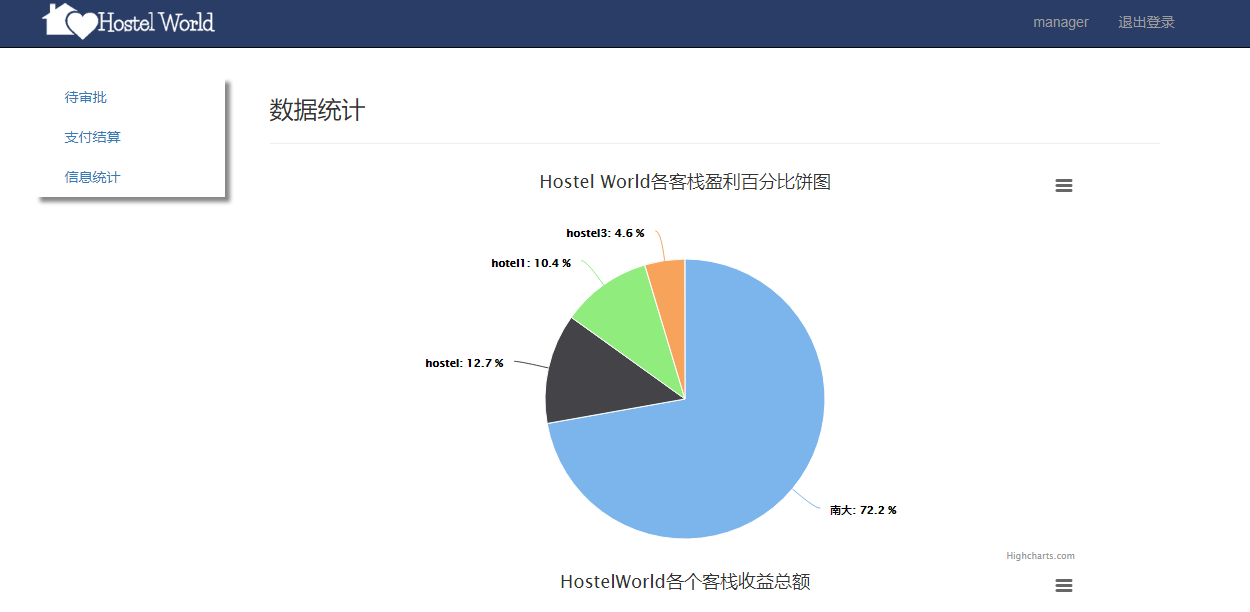 Hostel World
manager
退出登录
待审批
支付结算
信息统计
数据统计
Hostel World各客栈盈利百分比饼图
hostel3: 4.6 %
hotel1: 10.4 %
hostel: 12.7 %
南大: 72.2 %
Highcharts.com
HostelWorld各个客栈收益总额